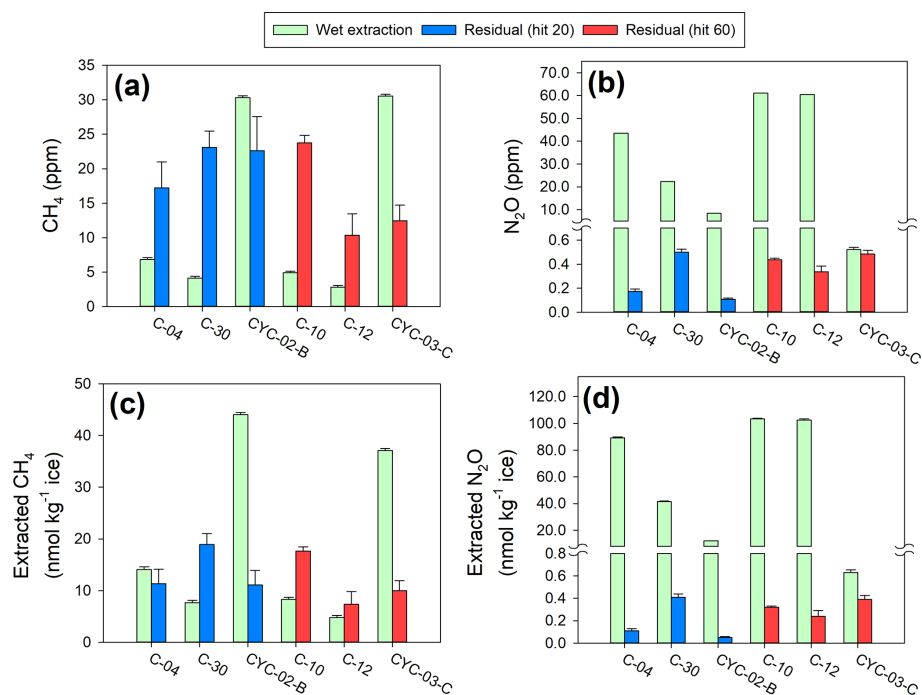 Wet extraction Residual (hit 20) Residual (hit 60)
(a)
CH₄ (ppm)
35
30
25
20
15
10
5
0
C-04 C-30 CYC-02-B C-10 C-12 CYC-03-C
(b)
N₂O (ppm)
70.0
60.0
50.0
40.0
30.0
20.0
10.0
0.6
0.4
0.2
0.0
C-04 C-30 CYC-02-B C-10 C-12 CYC-03-C
(c)
Extracted CH₄
(nmol kg⁻¹ ice)
50
40
30
20
10
0
C-04 C-30 CYC-02-B C-10 C-12 CYC-03-C
(d)
Extracted N₂O
(nmol kg⁻¹ ice)
120.0
100.0
80.0
60.0
40.0
20.0
0.8
0.6
0.4
0.2
0.0
C-04 C-30 CYC-02-B C-10 C-12 CYC-03-C